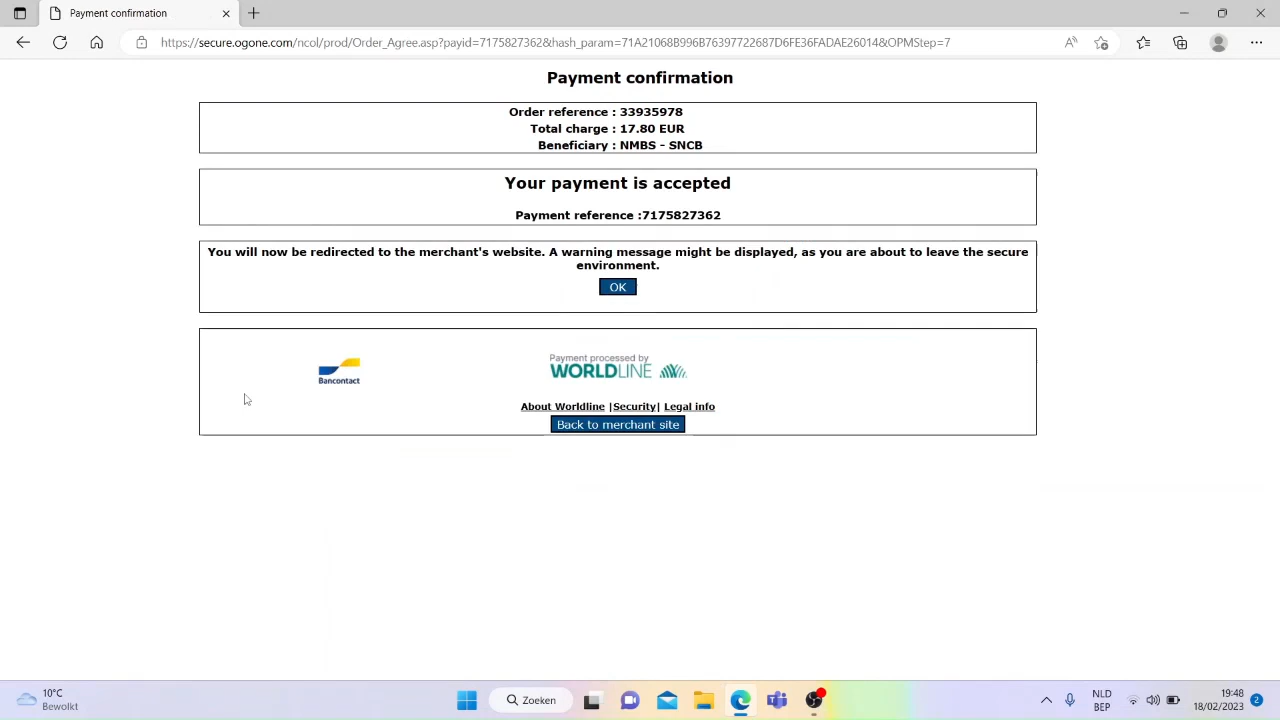 Payment confirmation
https://secure.ogone.com/ncol/prod/Order_Agree.asp?payid=7175827362&hash_param=71A21068B996B76397722687D6FE36FADAE26014&OPMStep=7
Payment confirmation
Order reference : 33935978
Total charge : 17.80 EUR
Beneficiary : NMBS - SNCB
Your payment is accepted
Payment reference :7175827362
You will now be redirected to the merchant's website. A warning message might be displayed, as you are about to leave the secure
environment.
OK
Bancontact
Payment processed by
WORLDLINE
About Worldline |Security| Legal info
Back to merchant site
10°C
Bewolkt
Zoeken
NLD
BEP
19:48
18/02/2023
2